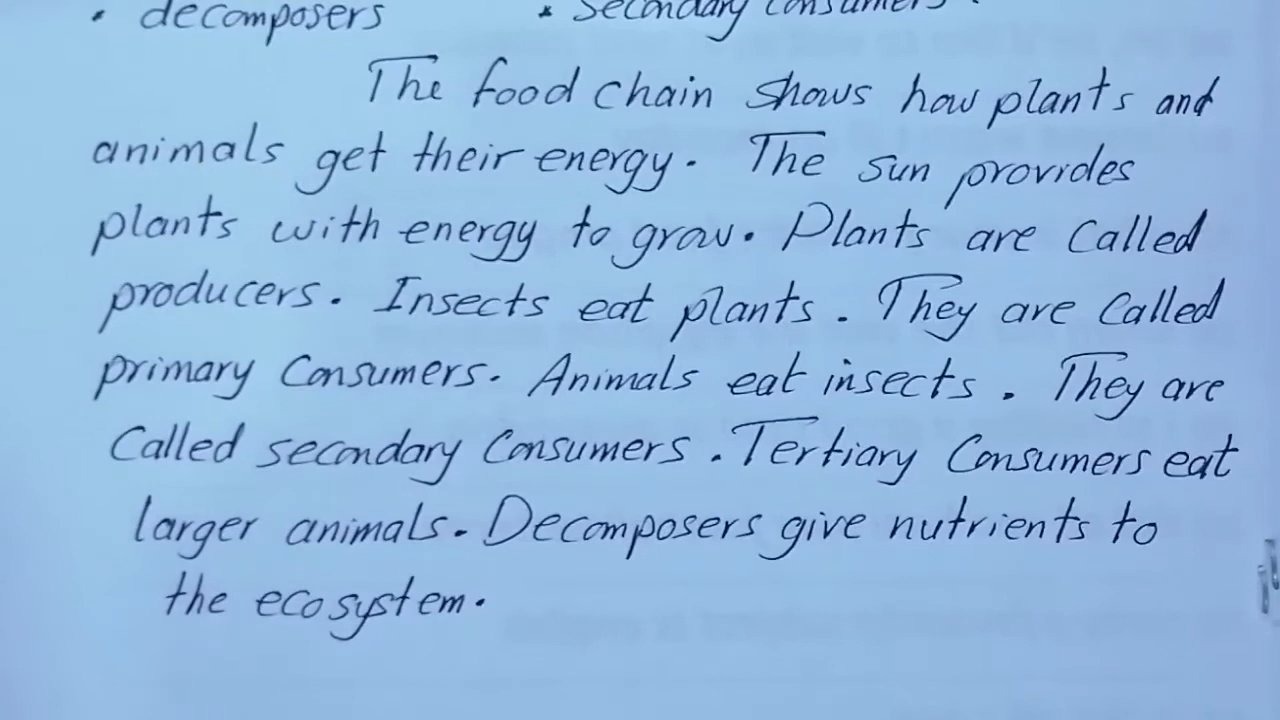 • decomposers * Secondary Consumers.
The food chain shows how plants and
animals get their energy. The sun provides
plants with energy to grow. Plants are Called
producers. Insects eat plants. They are Called
primary Consumers. Animals eat insects. They are
Called secondary Consumers. Tertiary Consumers eat
larger animals. Decomposers give nutrients to
the ecosystem.